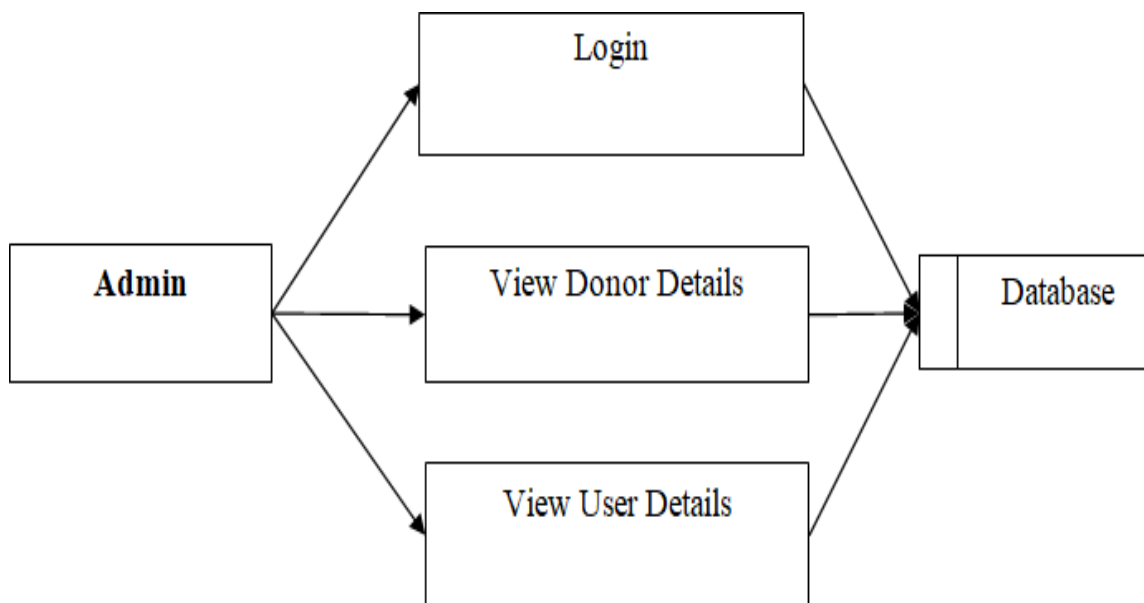 Login
Admin
View Donor Details
Database
View User Details